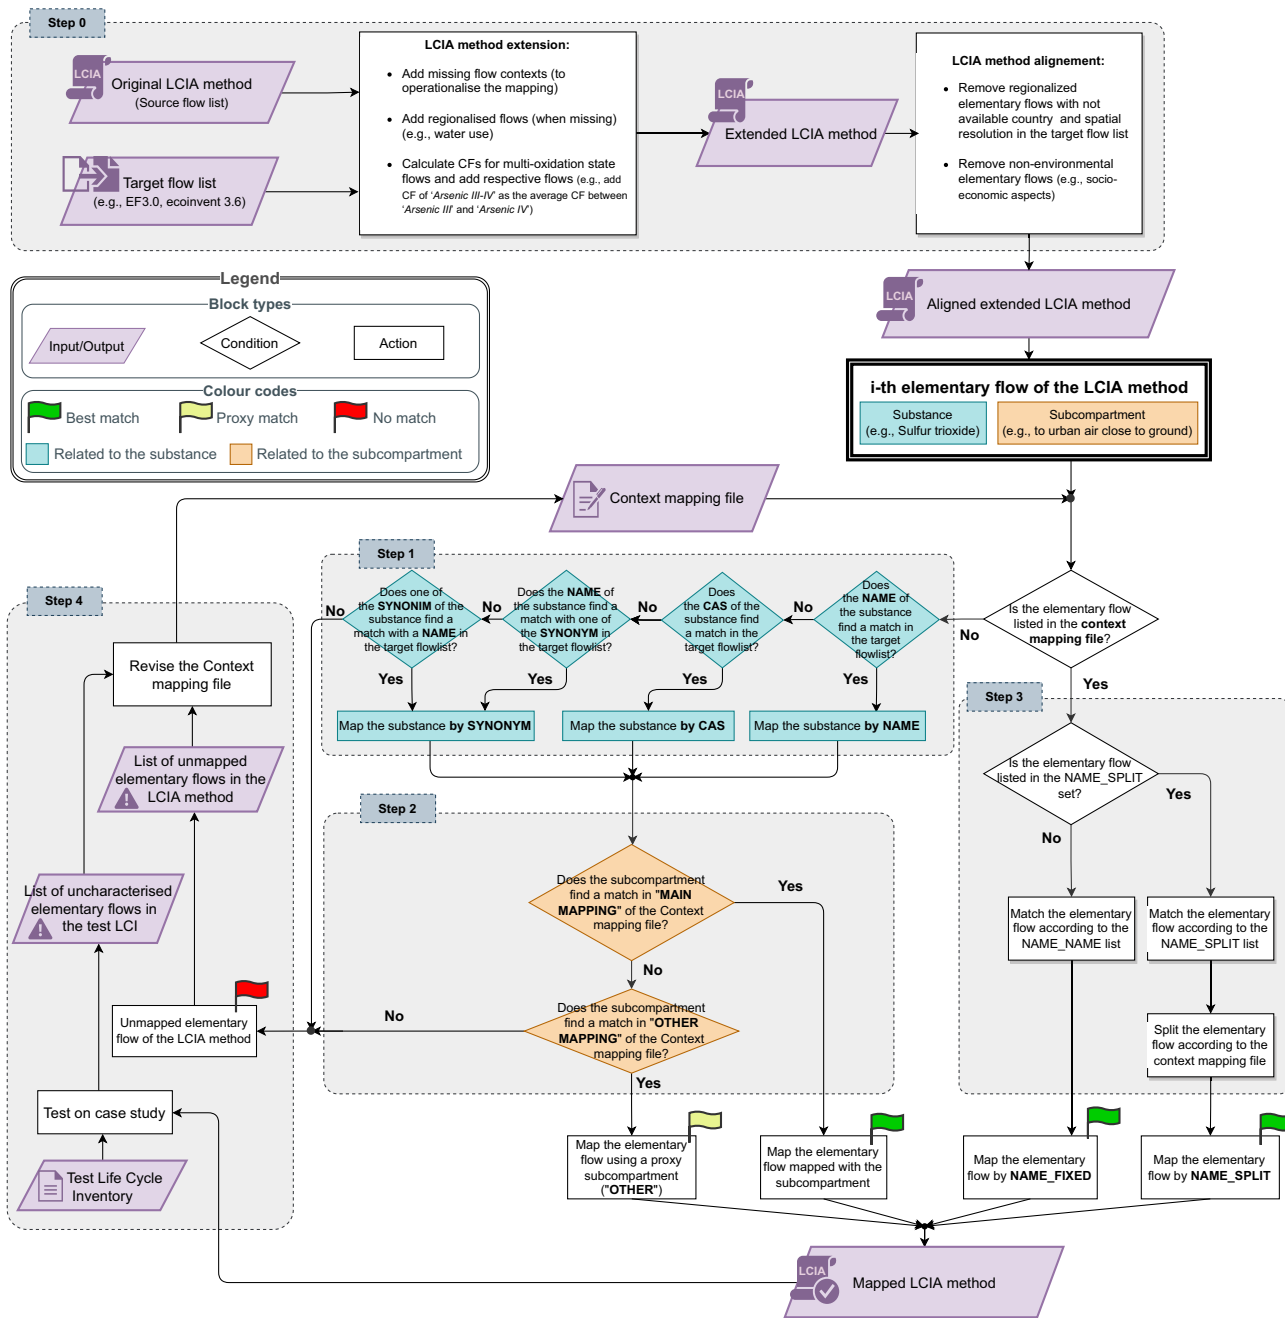 Step 0
LCIA
Original LCIA method
(Source flow list)
Target flow list
(e.g., EF3.0, ecoinvent 3.6)
LCIA method extension:
• Add missing flow contexts (to
operationalise the mapping)
• Add regionalised flows (when missing)
(e.g., water use)
• Calculate CFs for multi-oxidation state
flows and add respective flows (e.g., add
CF of 'Arsenic III-IV' as the average CF between
'Arsenic III' and 'Arsenic IV')
LCIA
Extended LCIA method
LCIA method alignement:
• Remove regionalized
elementary flows with not
available country and spatial
resolution in the target flow list
• Remove non-environmental
elementary flows (e.g., socio-
economic aspects)
LCIA
Aligned extended LCIA method
Legend
Block types
Input/Output
Condition
Action
Colour codes
Best match
Proxy match
No match
Related to the substance
Related to the subcompartment
i-th elementary flow of the LCIA method
Substance
(e.g., Sulfur trioxide)
Subcompartment
(e.g., to urban air close to ground)
Context mapping file
Step 1
Does one of
the SYNONIM of the
substance find a
match with a NAME in
the target flowlist?
Does the NAME of
the substance find a
match with one of
the SYNONYM in
the target flowlist?
Does
the CAS of the
substance find
a match in the
target flowlist?
Does
the NAME of
the substance
find a match in
the target
flowlist?
Is the elementary flow
listed in the context
mapping file?
No
No
No
No
No
Yes
Yes
Yes
Yes
Yes
Map the substance by SYNONYM
Map the substance by CAS
Map the substance by NAME
Step 4
Revise the Context
mapping file
List of unmapped
elementary flows in the
LCIA method
List of uncharacterised
elementary flows in
the test LCI
Unmapped elementary
flow of the LCIA method
Test on case study
Test Life Cycle
Inventory
Step 2
Does the subcompartment
find a match in "MAIN
MAPPING" of the Context
mapping file?
Yes
No
Does the subcompartment
find a match in "OTHER
MAPPING" of the Context
mapping file?
No
Yes
Step 3
Is the elementary flow
listed in the NAME_SPLIT
set?
Yes
No
Match the elementary
flow according to the
NAME_NAME list
Match the elementary
flow according to the
NAME_SPLIT list
Split the elementary
flow according to the
context mapping file
Map the elementary
flow using a proxy
subcompartment
("OTHER")
Map the elementary
flow mapped with the
subcompartment
Map the elementary
flow by NAME_FIXED
Map the elementary
flow by NAME_SPLIT
LCIA
Mapped LCIA method